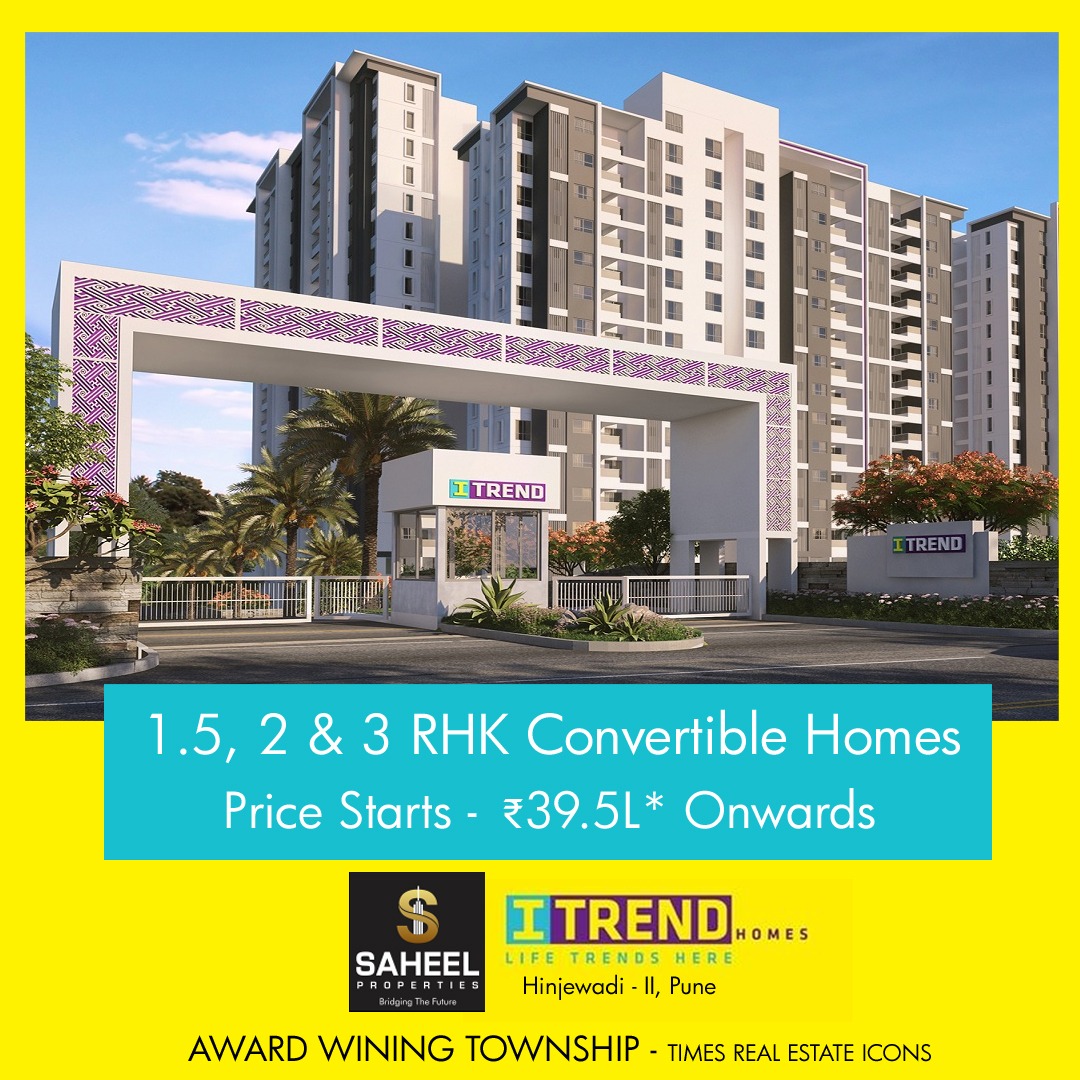 I TREND
I TREND
1.5, 2 & 3 RHK Convertible Homes
Price Starts - ₹39.5L* Onwards
S
SAHEEL
PROPERTIES
Bridging The Future
I TREND HOMES
LIFE TRENDS HERE
Hinjewadi - II, Pune
AWARD WINING TOWNSHIP - TIMES REAL ESTATE ICONS